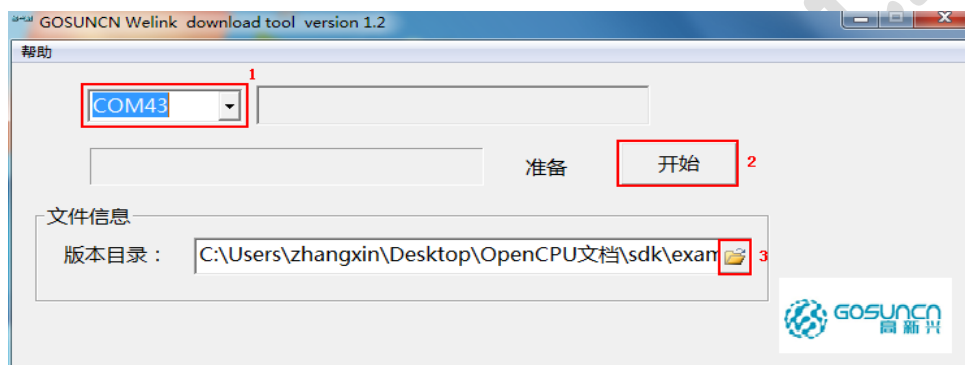 GOSUNCN Welink download tool version 1.2
帮助
1
COM43
准备
开始
2
文件信息
版本目录：
C:\Users\zhangxin\Desktop\OpenCPU文档\sdk\exam
3
GOSUNCN
高新兴